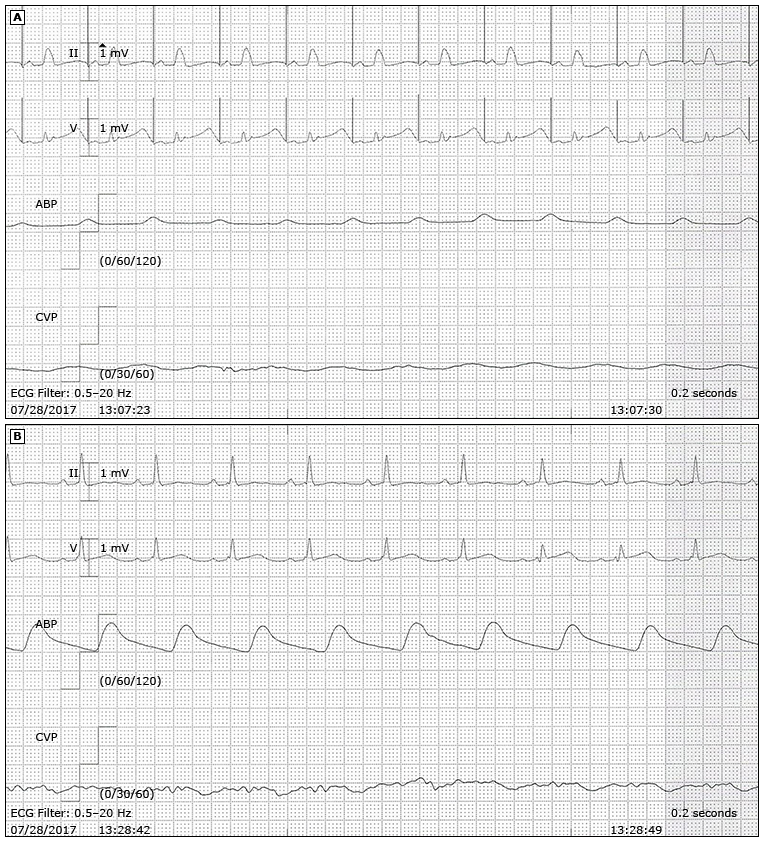 A
II 1 mV
V 1 mV
ABP
(0/60/120)
CVP
(0/30/60)
ECG Filter: 0.5–20 Hz 0.2 seconds
07/28/2017 13:07:23 13:07:30
B
II 1 mV
V 1 mV
ABP
(0/60/120)
CVP
(0/30/60)
ECG Filter: 0.5–20 Hz 0.2 seconds
07/28/2017 13:28:42 13:28:49